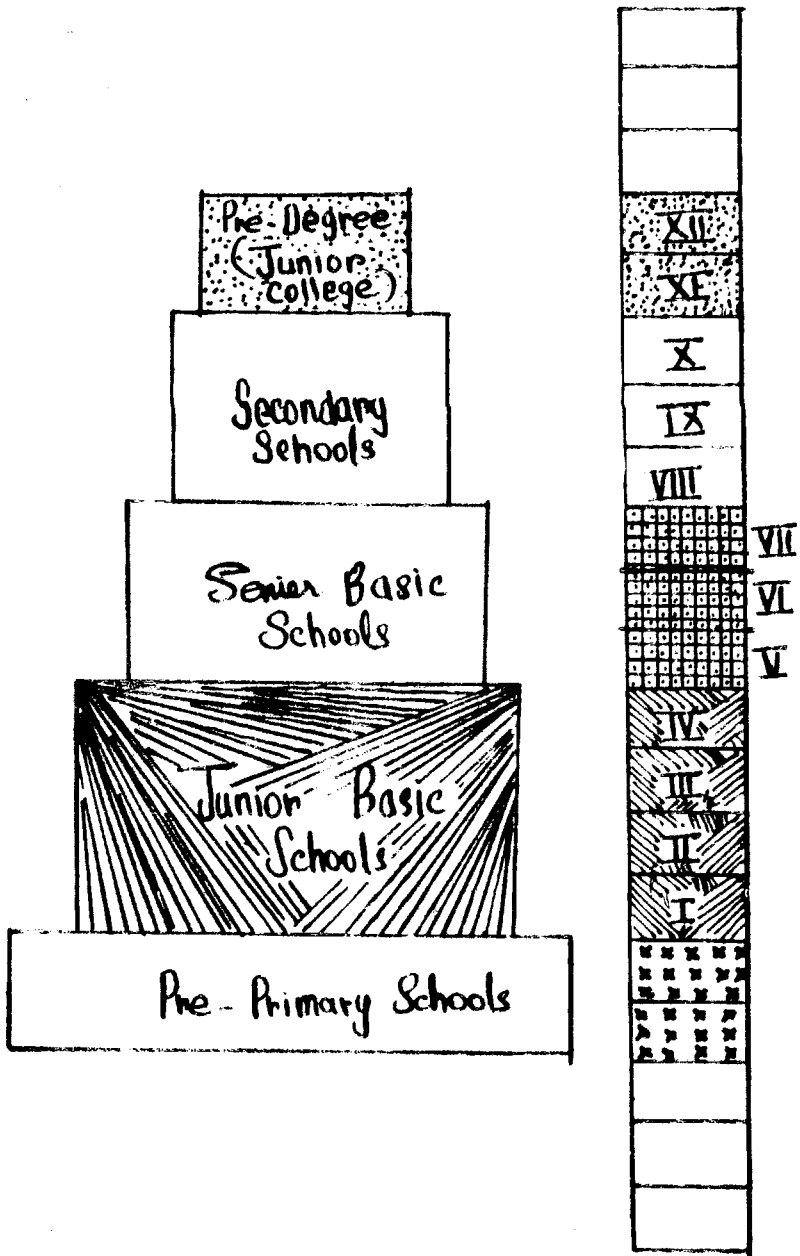 Pre-Degree
(Junior
college)
Secondary
Schools
Senier Basic
Schools
Junior Basic
Schools
Pre-Primary Schools
XII
XI
X
IX
VIII
VII
VI
V
IV
III
II
I